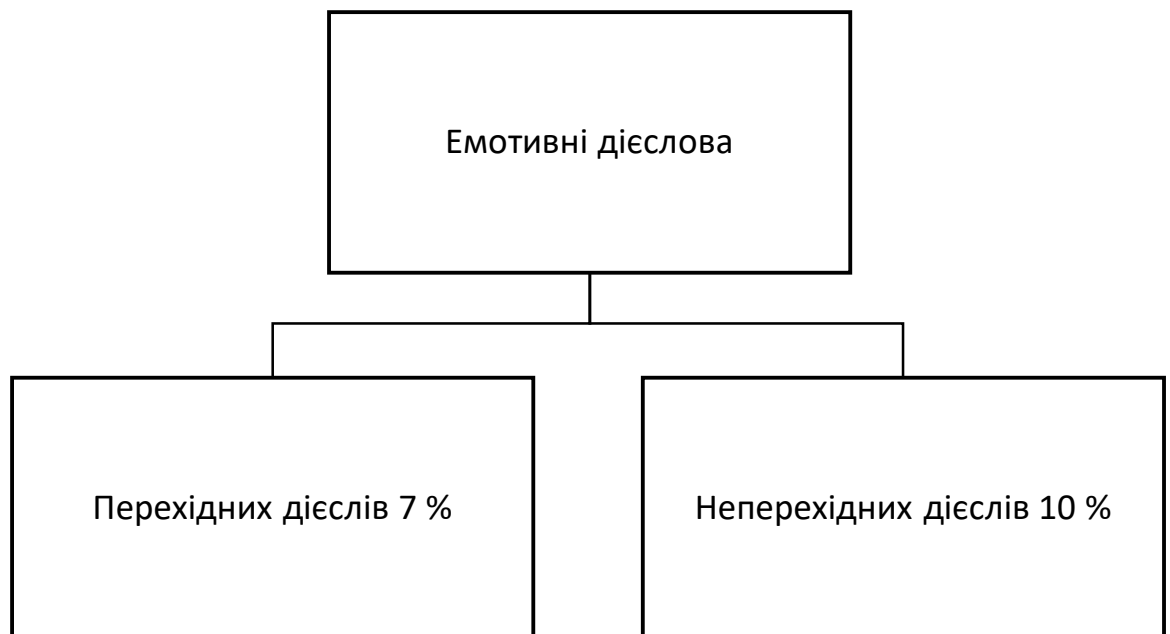 Емотивні дієслова
Перехідних дієслів 7 %
Неперехідних дієслів 10 %